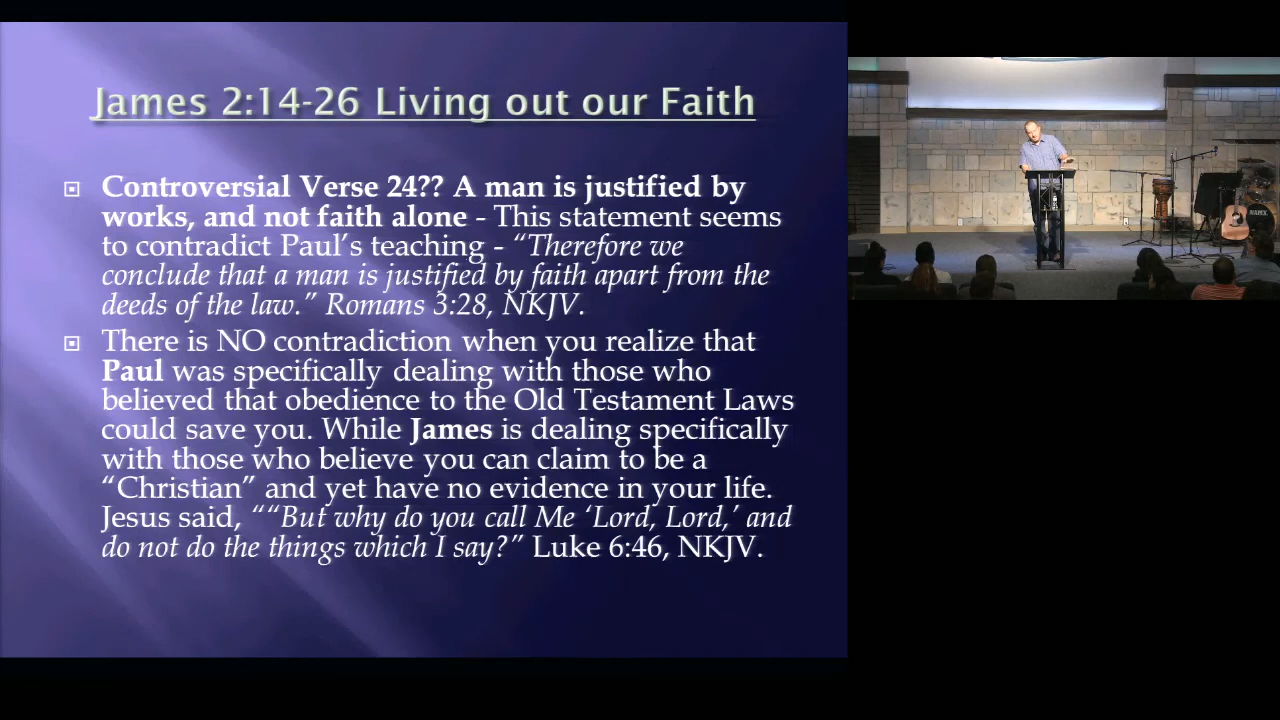 James 2:14-26 Living out our Faith
Controversial Verse 24?? A man is justified by
works, and not faith alone - This statement seems
to contradict Paul’s teaching - “Therefore we
conclude that a man is justified by faith apart from the
deeds of the law.” Romans 3:28, NKJV.
There is NO contradiction when you realize that
Paul was specifically dealing with those who
believed that obedience to the Old Testament Laws
could save you. While James is dealing specifically
with those who believe you can claim to be a
“Christian” and yet have no evidence in your life.
Jesus said, ““But why do you call Me ‘Lord, Lord,’ and
do not do the things which I say?” Luke 6:46, NKJV.